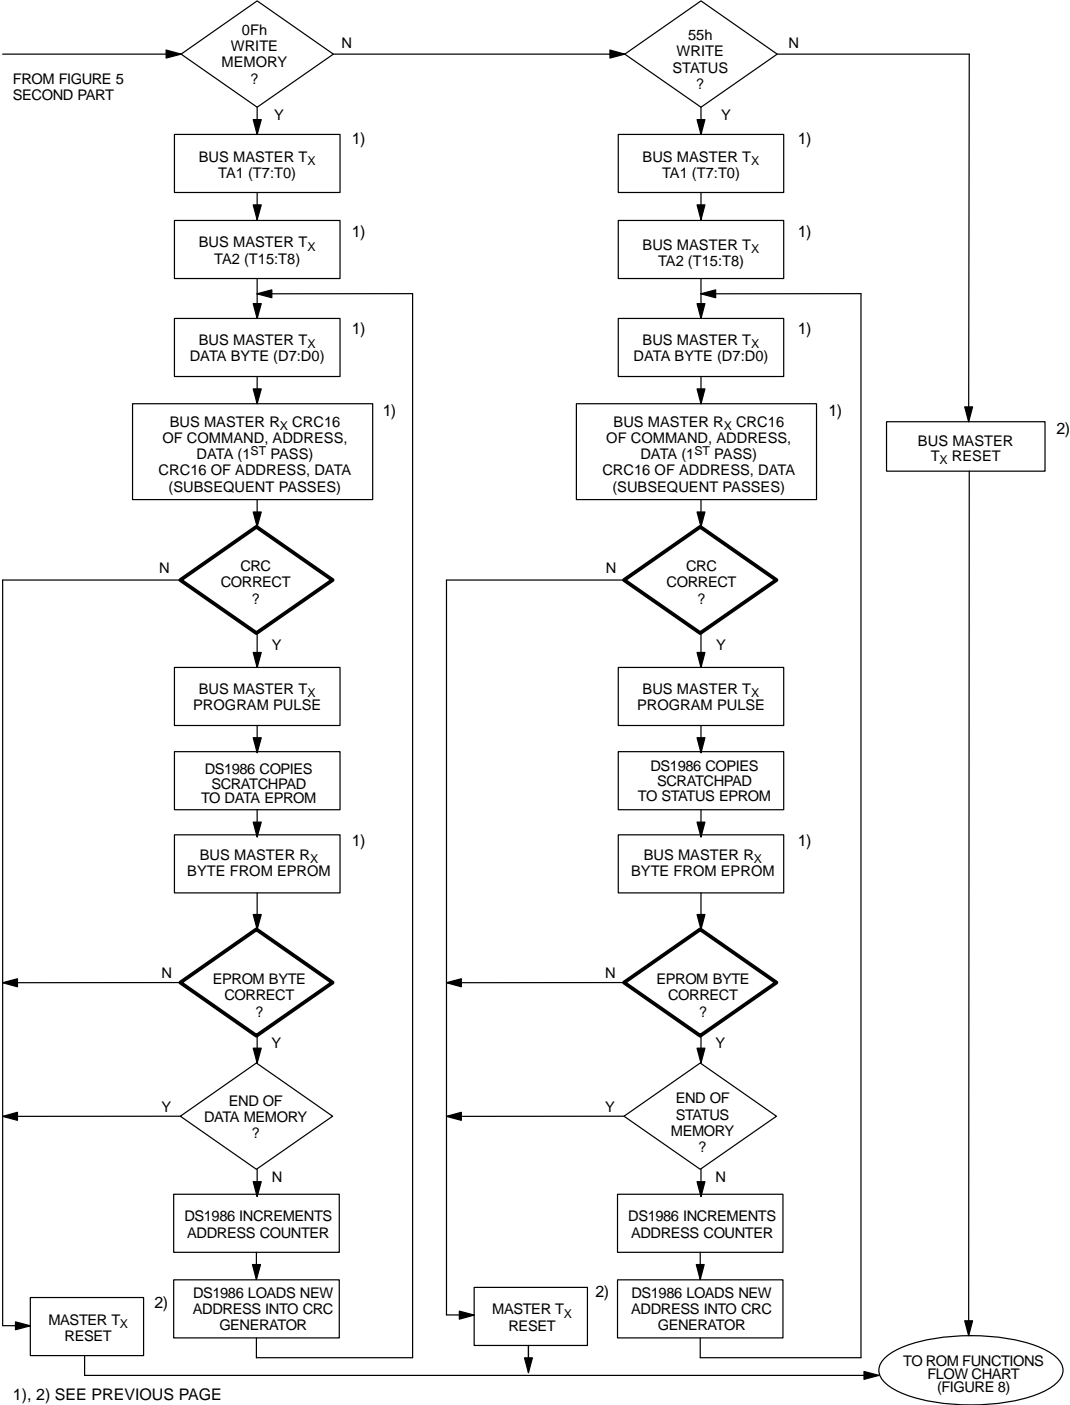 0Fh
WRITE
MEMORY
?
N
55h
WRITE
STATUS
?
N
FROM FIGURE 5
SECOND PART
Y
Y
BUS MASTER TX
TA1 (T7:T0)
1)
BUS MASTER TX
TA1 (T7:T0)
1)
BUS MASTER TX
TA2 (T15:T8)
1)
BUS MASTER TX
TA2 (T15:T8)
1)
BUS MASTER TX
DATA BYTE (D7:D0)
1)
BUS MASTER TX
DATA BYTE (D7:D0)
1)
BUS MASTER RX CRC16
OF COMMAND, ADDRESS,
DATA (1ST PASS)
CRC16 OF ADDRESS, DATA
(SUBSEQUENT PASSES)
1)
BUS MASTER RX CRC16
OF COMMAND, ADDRESS,
DATA (1ST PASS)
CRC16 OF ADDRESS, DATA
(SUBSEQUENT PASSES)
1)
BUS MASTER
TX RESET
2)
N
CRC
CORRECT
?
Y
N
CRC
CORRECT
?
Y
BUS MASTER TX
PROGRAM PULSE
BUS MASTER TX
PROGRAM PULSE
DS1986 COPIES
SCRATCHPAD
TO DATA EPROM
DS1986 COPIES
SCRATCHPAD
TO STATUS EPROM
BUS MASTER RX
BYTE FROM EPROM
1)
BUS MASTER RX
BYTE FROM EPROM
1)
N
EPROM BYTE
CORRECT
?
Y
N
EPROM BYTE
CORRECT
?
Y
Y
END OF
DATA MEMORY
?
N
Y
END OF
STATUS
MEMORY
?
N
DS1986 INCREMENTS
ADDRESS COUNTER
DS1986 INCREMENTS
ADDRESS COUNTER
MASTER TX
RESET
2)
DS1986 LOADS NEW
ADDRESS INTO CRC
GENERATOR
MASTER TX
RESET
2)
DS1986 LOADS NEW
ADDRESS INTO CRC
GENERATOR
TO ROM FUNCTIONS
FLOW CHART
(FIGURE 8)
1), 2) SEE PREVIOUS PAGE